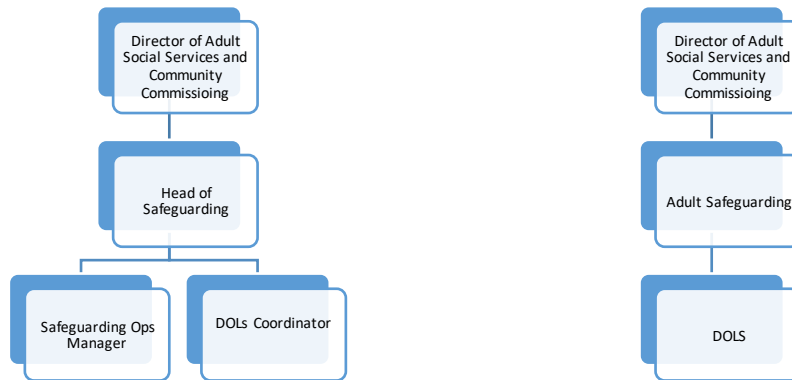 Director of Adult
Social Services and
Community
Commissioing
Head of
Safeguarding
Safeguarding Ops
Manager
DOLs Coordinator
Director of Adult
Social Services and
Community
Commissioing
Adult Safeguarding
DOLS